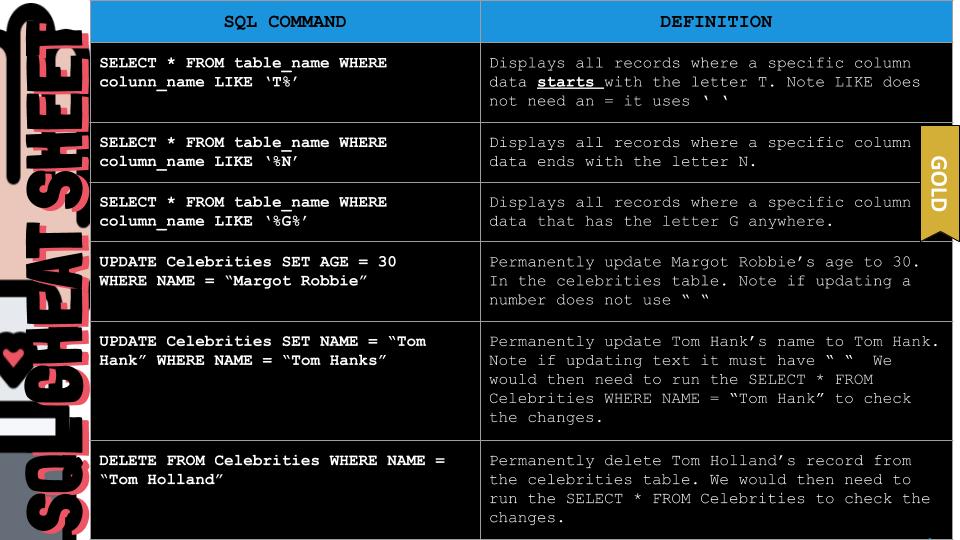 SQL CHEAT SHEET
SQL COMMAND
DEFINITION
SELECT * FROM table_name WHERE
colunn_name LIKE ‘T%’
Displays all records where a specific column
data starts with the letter T. Note LIKE does
not need an = it uses ‘ ‘
SELECT * FROM table_name WHERE
column_name LIKE ‘%N’
Displays all records where a specific column
data ends with the letter N.
SELECT * FROM table_name WHERE
column_name LIKE ‘%G%’
Displays all records where a specific column
data that has the letter G anywhere.
GOLD
UPDATE Celebrities SET AGE = 30
WHERE NAME = “Margot Robbie”
Permanently update Margot Robbie’s age to 30.
In the celebrities table. Note if updating a
number does not use “ “
UPDATE Celebrities SET NAME = “Tom
Hank” WHERE NAME = “Tom Hanks”
Permanently update Tom Hank’s name to Tom Hank.
Note if updating text it must have “ “  We
would then need to run the SELECT * FROM
Celebrities WHERE NAME = “Tom Hank” to check
the changes.
DELETE FROM Celebrities WHERE NAME =
“Tom Holland”
Permanently delete Tom Holland’s record from
the celebrities table. We would then need to
run the SELECT * FROM Celebrities to check the
changes.